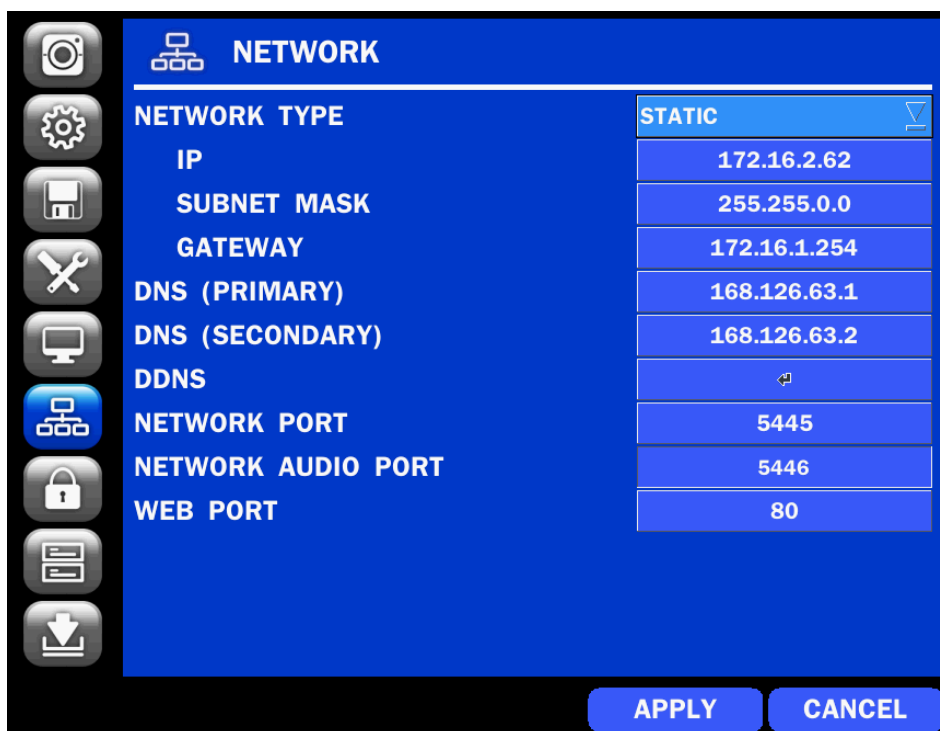 NETWORK
NETWORK TYPE STATIC
IP 172.16.2.62
SUBNET MASK 255.255.0.0
GATEWAY 172.16.1.254
DNS (PRIMARY) 168.126.63.1
DNS (SECONDARY) 168.126.63.2
DDNS
NETWORK PORT 5445
NETWORK AUDIO PORT 5446
WEB PORT 80
APPLY CANCEL